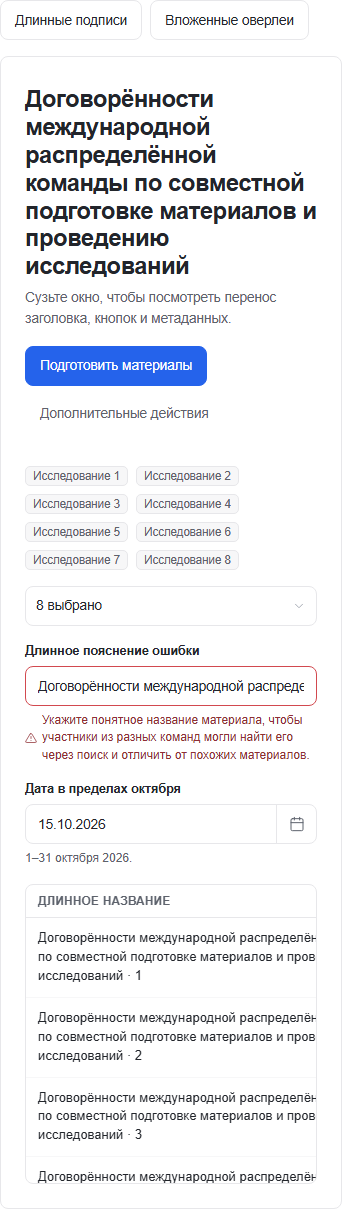 Длинные подписи
Вложенные оверлеи
Договорённости
международной
распределённой
команды по совместной
подготовке материалов и
проведению
исследований
Сузьте окно, чтобы посмотреть перенос
заголовка, кнопок и метаданных.
Подготовить материалы
Дополнительные действия
Исследование 1
Исследование 2
Исследование 3
Исследование 4
Исследование 5
Исследование 6
Исследование 7
Исследование 8
8 выбрано
Длинное пояснение ошибки
Договорённости международной распреде
Укажите понятное название материала, чтобы
участники из разных команд могли найти его
через поиск и отличить от похожих материалов.
Дата в пределах октября
15.10.2026
1–31 октября 2026.
ДЛИННОЕ НАЗВАНИЕ
Договорённости международной распределён
по совместной подготовке материалов и пров
исследований · 1
Договорённости международной распределён
по совместной подготовке материалов и пров
исследований · 2
Договорённости международной распределён
по совместной подготовке материалов и пров
исследований · 3
Договорённости международной распределён